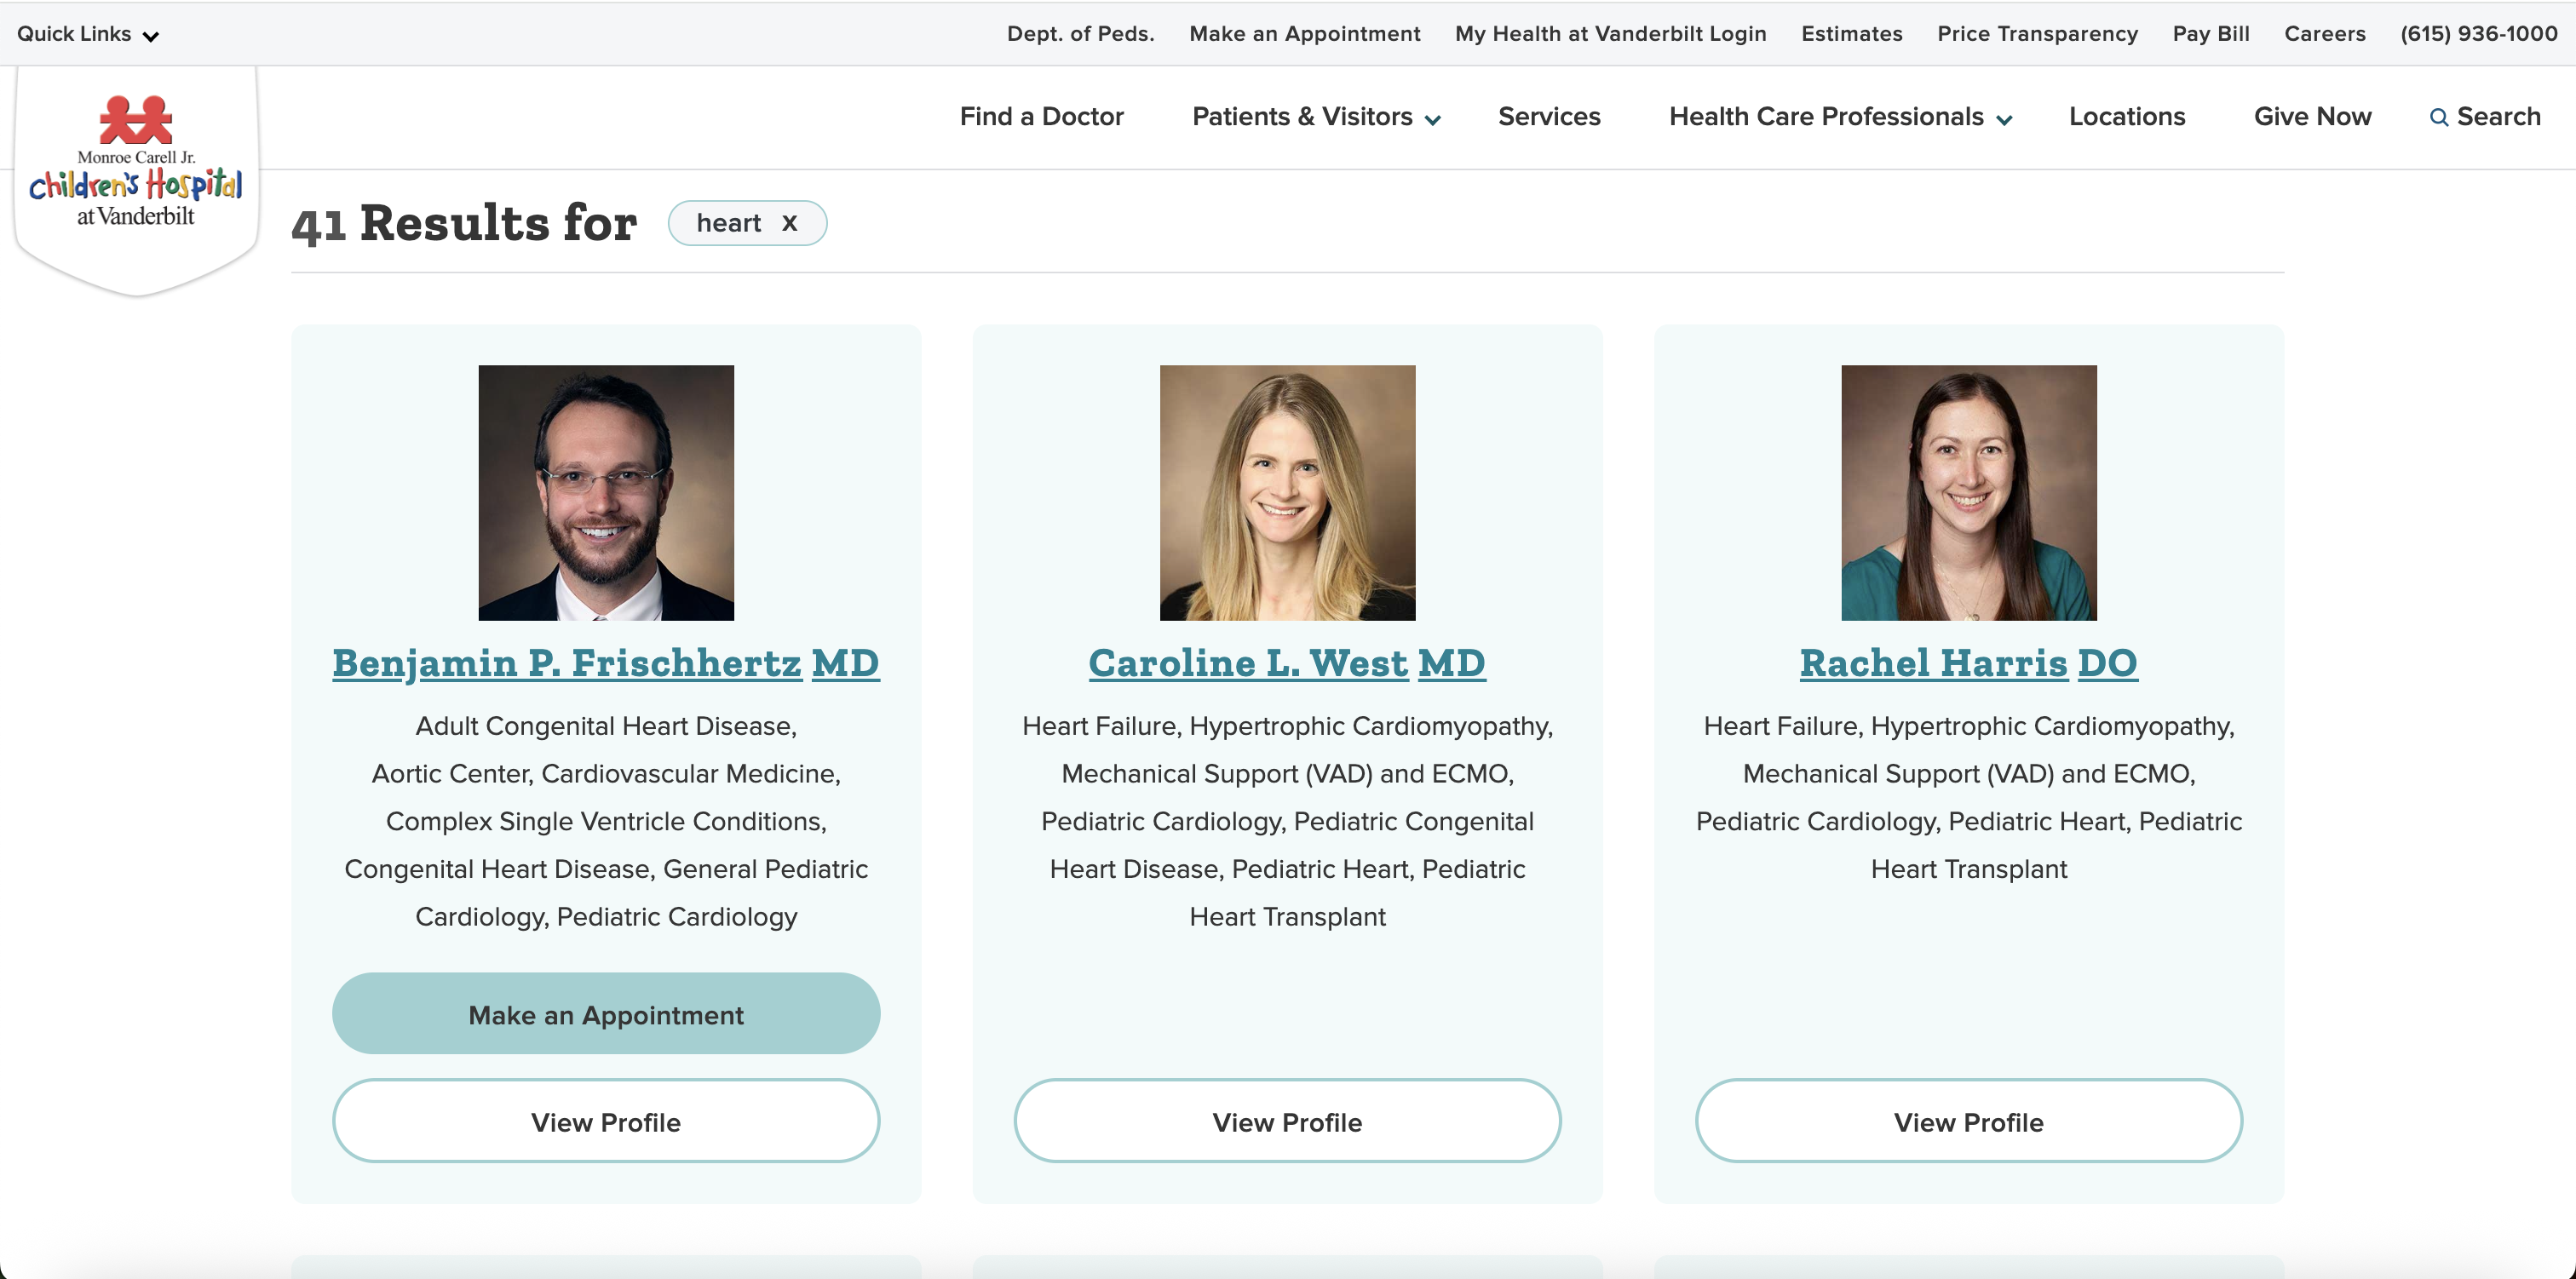 Quick Links
Dept. of Peds. Make an Appointment My Health at Vanderbilt Login Estimates Price Transparency Pay Bill Careers (615) 936-1000
Monroe Carell Jr.
Children's Hospital
at Vanderbilt
Find a Doctor Patients & Visitors Services Health Care Professionals Locations Give Now Search
41 Results for heart x
Benjamin P. Frischhertz MD
Adult Congenital Heart Disease,
Aortic Center, Cardiovascular Medicine,
Complex Single Ventricle Conditions,
Congenital Heart Disease, General Pediatric
Cardiology, Pediatric Cardiology
Make an Appointment
View Profile
Caroline L. West MD
Heart Failure, Hypertrophic Cardiomyopathy,
Mechanical Support (VAD) and ECMO,
Pediatric Cardiology, Pediatric Congenital
Heart Disease, Pediatric Heart, Pediatric
Heart Transplant
View Profile
Rachel Harris DO
Heart Failure, Hypertrophic Cardiomyopathy,
Mechanical Support (VAD) and ECMO,
Pediatric Cardiology, Pediatric Heart, Pediatric
Heart Transplant
View Profile